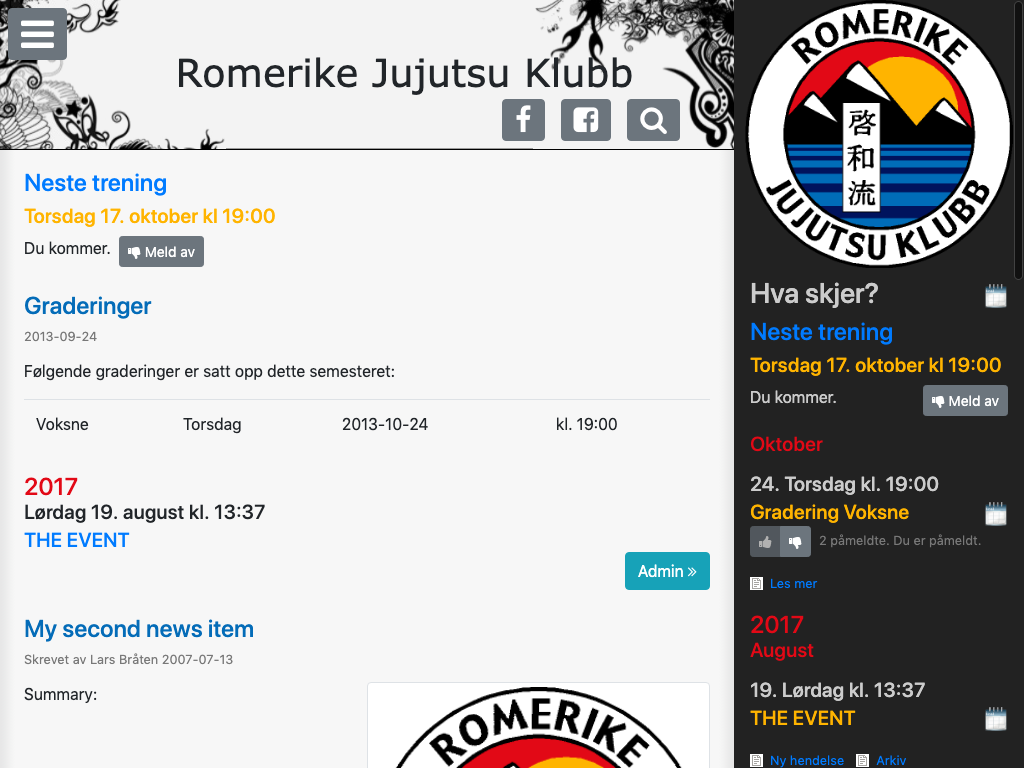 Romerike Jujutsu Klubb
Neste trening
Torsdag 17. oktober kl 19:00
Du kommer. Meld av
Graderinger
2013-09-24
Følgende graderinger er satt opp dette semesteret:
Voksne Torsdag 2013-10-24 kl. 19:00
2017
Lørdag 19. august kl. 13:37
THE EVENT
Admin »
My second news item
Skrevet av Lars Bråten 2007-07-13
Summary:
ROMERIKE
ROMERIKE
啓和流
JUJUTSU KLUBB
Hva skjer?
Neste trening
Torsdag 17. oktober kl 19:00
Du kommer. Meld av
Oktober
24. Torsdag kl. 19:00
Gradering Voksne
2 påmeldte. Du er påmeldt.
Les mer
2017
August
19. Lørdag kl. 13:37
THE EVENT
Ny hendelse Arkiv